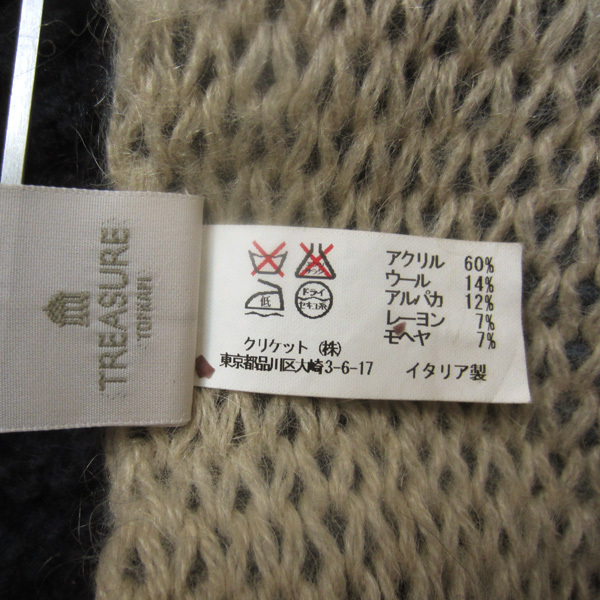 TREASURE
アクリル 60%
ウール 14%
アルパカ 12%
レーヨン 7%
モヘヤ 7%
低
ドライ
セキユ系
クリケット (株)
東京都品川区大崎3-6-17
イタリア製